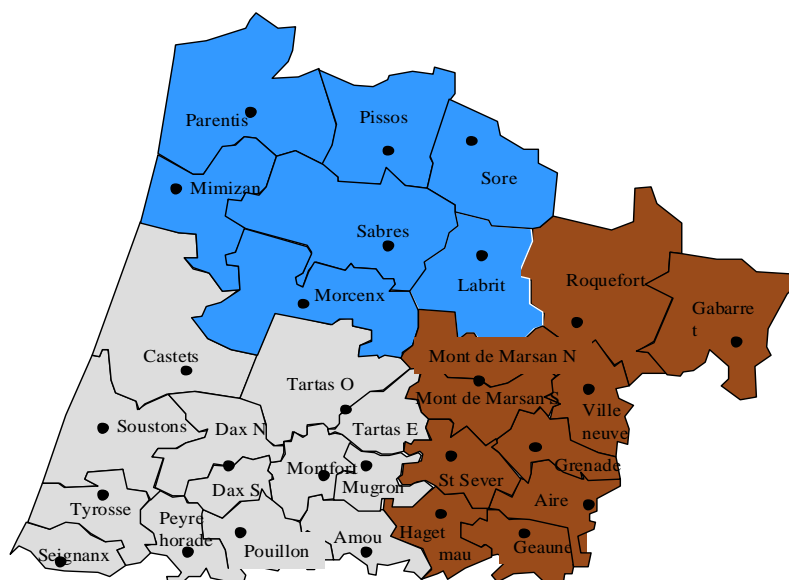 Parentis
Pissos
Sore
Mimizan
Sabres
Labrit
Roquefort
Morcenx
Gabarre
t
Castets
Mont de Marsan N
Tartas O
Mont de Marsan S
Ville
neuve
Soustons
Dax N
Tartas E
Montfort
St Sever
Grenade
Dax S
Mugron
Tyrosse
Aire
Peyre
horade
Pouillon
Amou
Haget
mau
Geaune
Seignanx